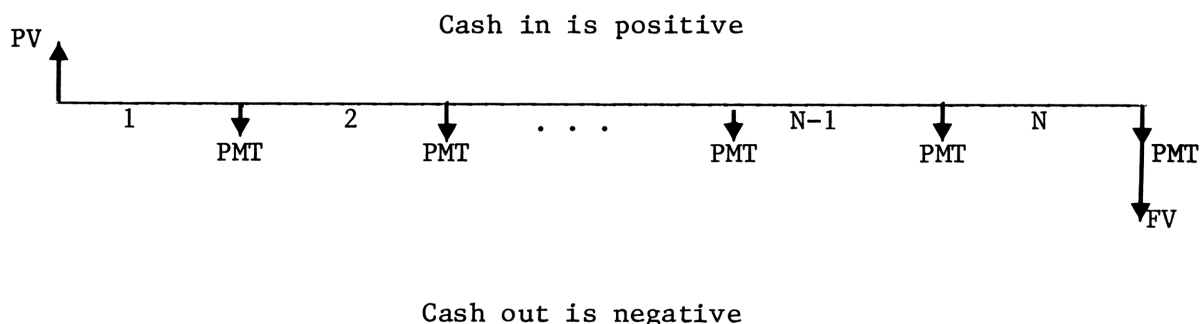 Cash in is positive
PV
1 2 . . . N-1 N
PMT PMT PMT PMT PMT
FV
Cash out is negative